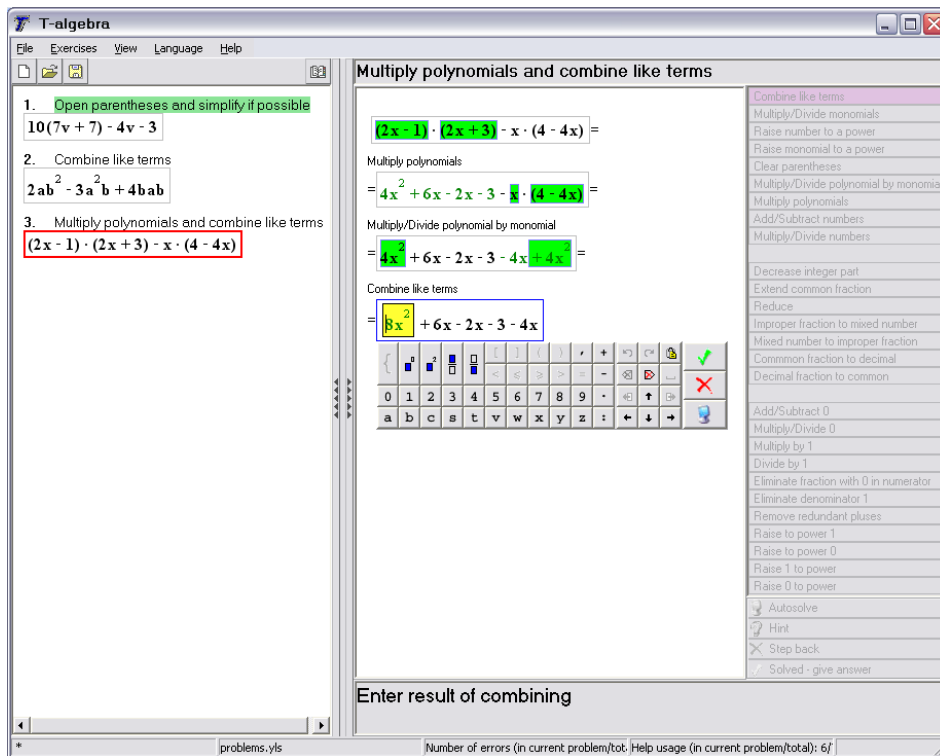 T-algebra
File Exercises View Language Help
1. Open parentheses and simplify if possible
10(7v + 7) - 4v - 3
2. Combine like terms
2ab² - 3a²b + 4bab
3. Multiply polynomials and combine like terms
(2x - 1) · (2x + 3) - x · (4 - 4x)
Multiply polynomials and combine like terms
(2x - 1) · (2x + 3) - x · (4 - 4x) =
Multiply polynomials
= 4x² + 6x - 2x - 3 - x · (4 - 4x) =
Multiply/Divide polynomial by monomial
= 4x² + 6x - 2x - 3 - 4x + 4x² =
Combine like terms
= 8x² + 6x - 2x - 3 - 4x
{ [ ] ( ) , +
< ≤ ≥ > = -
0 1 2 3 4 5 6 7 8 9 ·
a b c s t v w x y z :
Combine like terms
Multiply/Divide monomials
Raise number to a power
Raise monomial to a power
Clear parentheses
Multiply/Divide polynomial by monomia
Multiply polynomials
Add/Subtract numbers
Multiply/Divide numbers
Decrease integer part
Extend common fraction
Reduce
Improper fraction to mixed number
Mixed number to improper fraction
Commmon fraction to decimal
Decimal fraction to common
Add/Subtract 0
Multiply/Divide 0
Multiply by 1
Divide by 1
Eliminate fraction with 0 in numerator
Eliminate denominator 1
Remove redundant pluses
Raise to power 1
Raise to power 0
Raise 1 to power
Raise 0 to power
Autosolve
Hint
Step back
Solved - give answer
Enter result of combining
* problems.yls Number of errors (in current problem/tot Help usage (in current problem/total): 6/